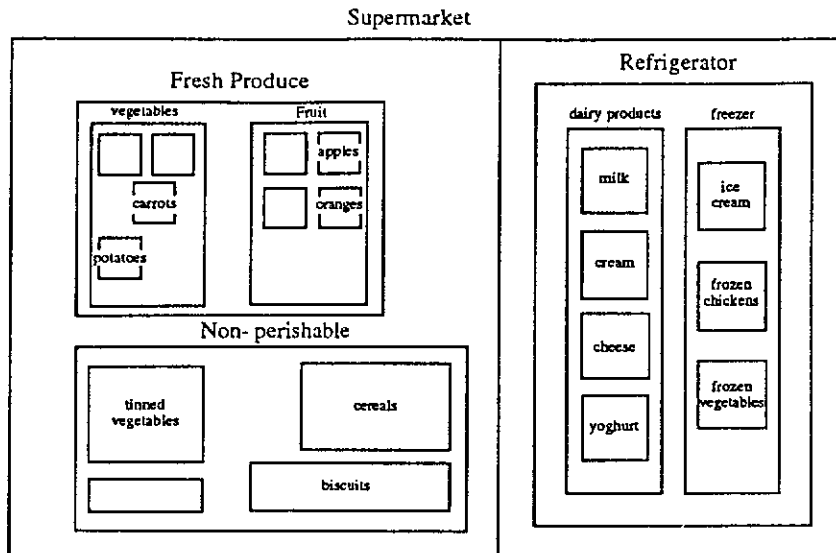 Supermarket
Fresh Produce
vegetables
Fruit
apples
carrots
oranges
potatoes
Non- perishable
tinned
vegetables
cereals
biscuits
Refrigerator
dairy products
freezer
milk
cream
cheese
yoghurt
ice
cream
frozen
chickens
frozen
vegetables